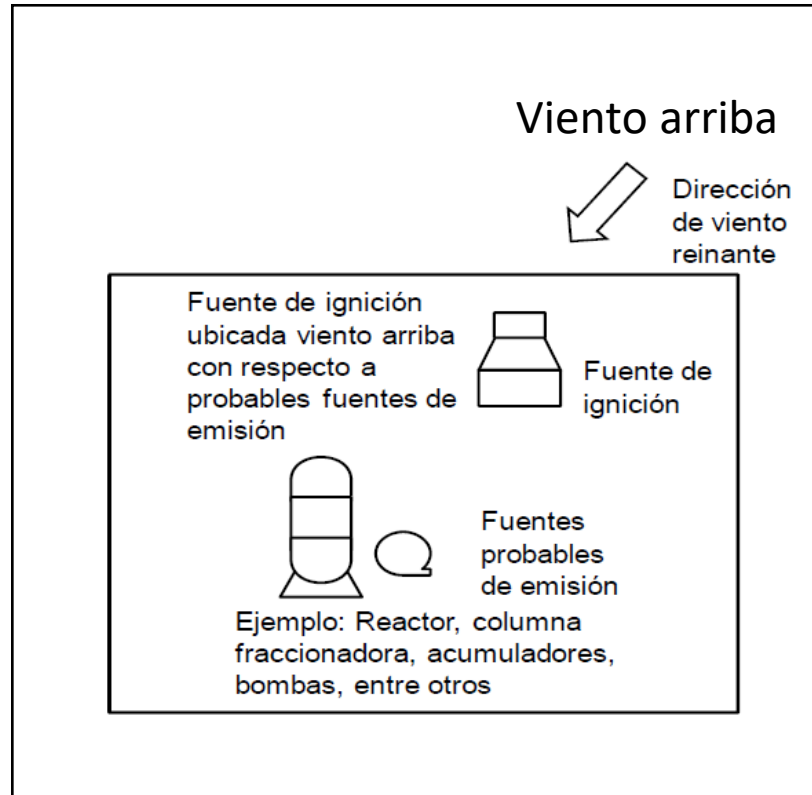 Viento arriba
Dirección
de viento
reinante
Fuente de ignición
ubicada viento arriba
con respecto a
probables fuentes de
emisión
Fuente de
ignición
Fuentes
probables
de emisión
Ejemplo: Reactor, columna
fraccionadora, acumuladores,
bombas, entre otros